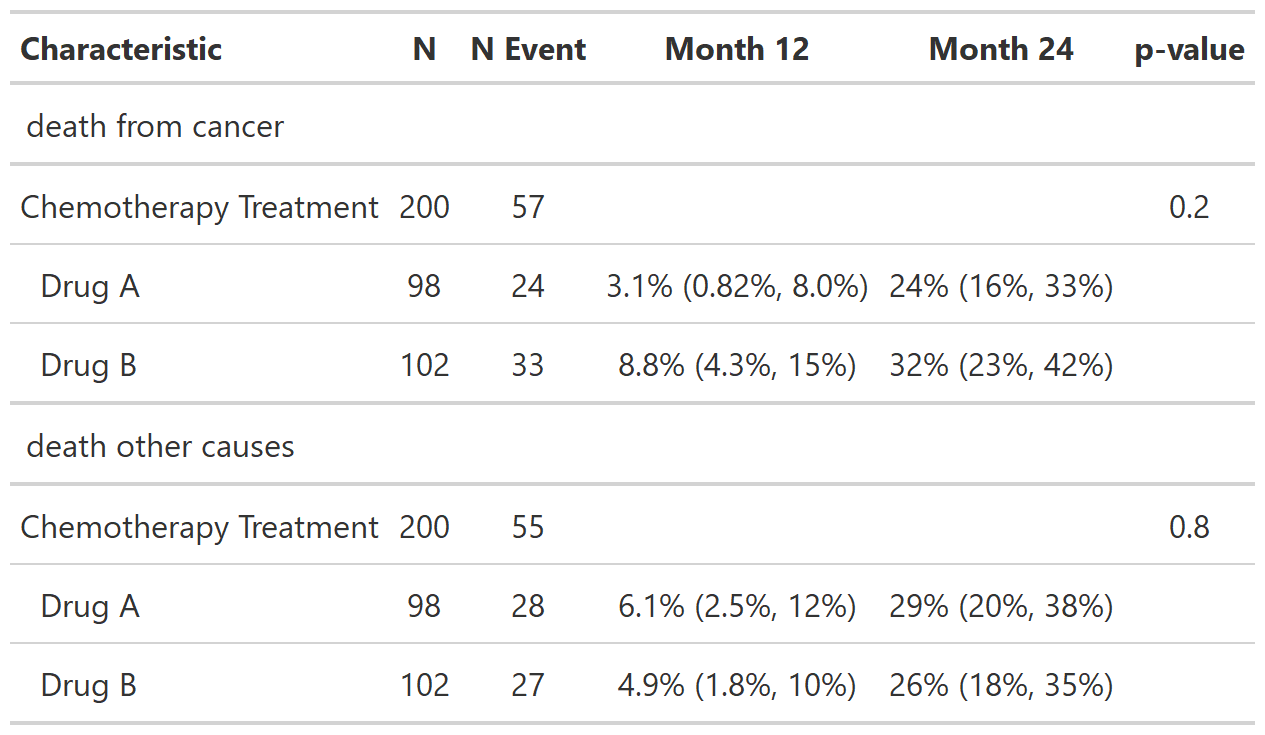 Characteristic N N Event Month 12 Month 24 p-value
death from cancer
Chemotherapy Treatment 200 57 0.2
Drug A 98 24 3.1% (0.82%, 8.0%) 24% (16%, 33%)
Drug B 102 33 8.8% (4.3%, 15%) 32% (23%, 42%)
death other causes
Chemotherapy Treatment 200 55 0.8
Drug A 98 28 6.1% (2.5%, 12%) 29% (20%, 38%)
Drug B 102 27 4.9% (1.8%, 10%) 26% (18%, 35%)